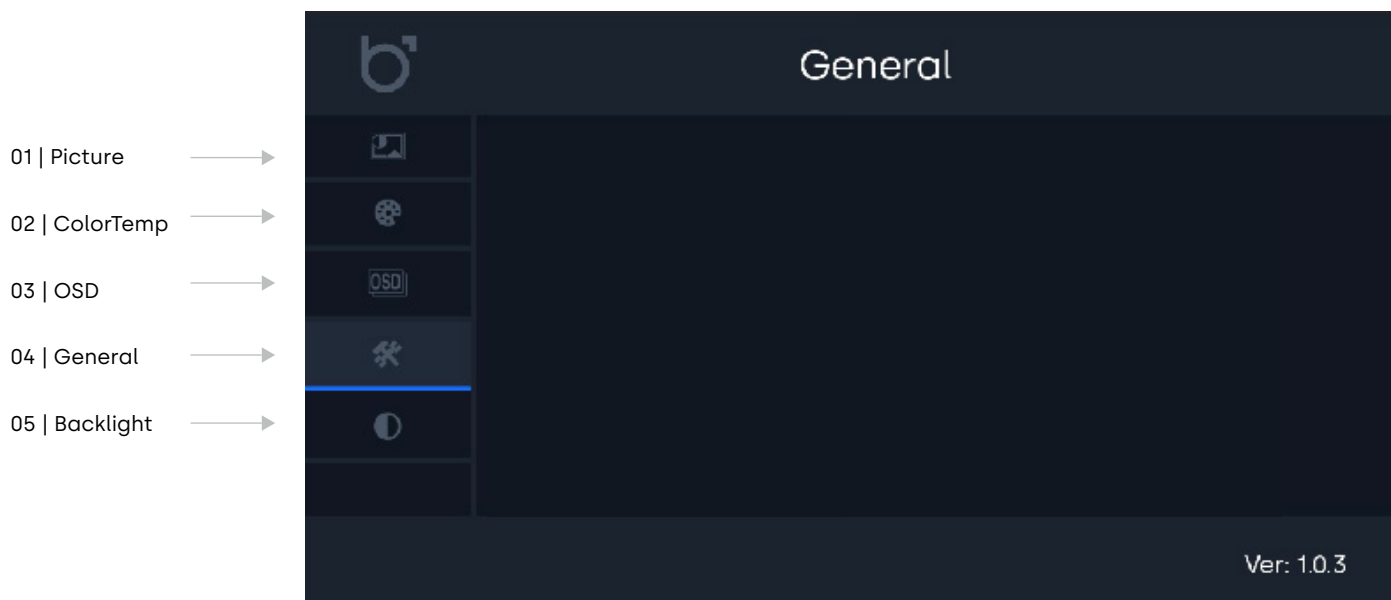 General
01 | Picture
02 | ColorTemp
03 | OSD
OSD
04 | General
05 | Backlight
Ver: 1.0.3